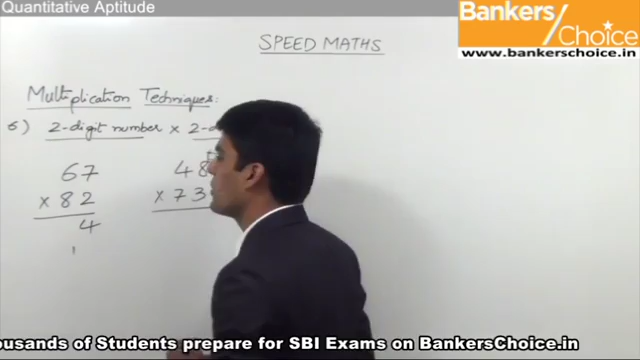 Quantitative Aptitude
Bankers/Choice
www.bankerschoice.in
SPEED MATHS
Multiplication Techniques:
6) 2-digit number x 2-d
67
x 82
4
1
48
x 73
ousands of Students prepare for SBI Exams on BankersChoice.in